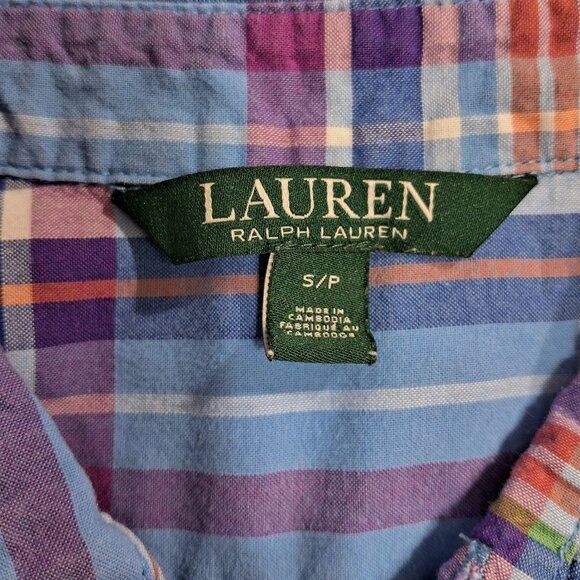 LAUREN
RALPH LAUREN
S/P
MADE IN
CAMBODIA
FABRIQUÉ AU
CAMBODGE